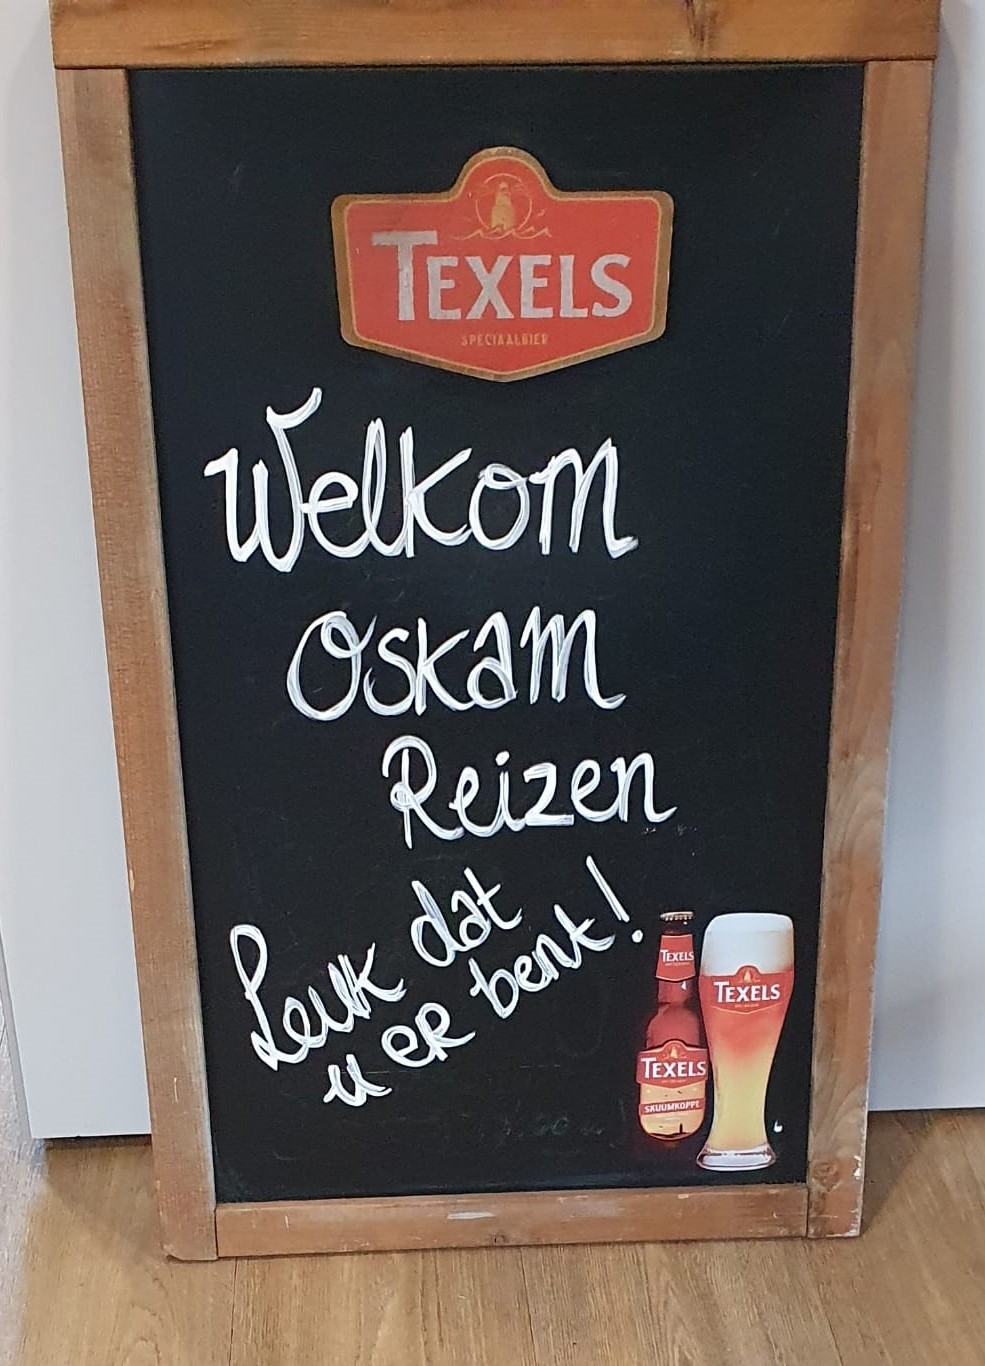 TEXELS
SPECIAALBIER
Welkom
Oskam
Reizen
Leuk dat
u er bent!
TEXELS
TEXELS
TEXELS
SKUUMKOPPE